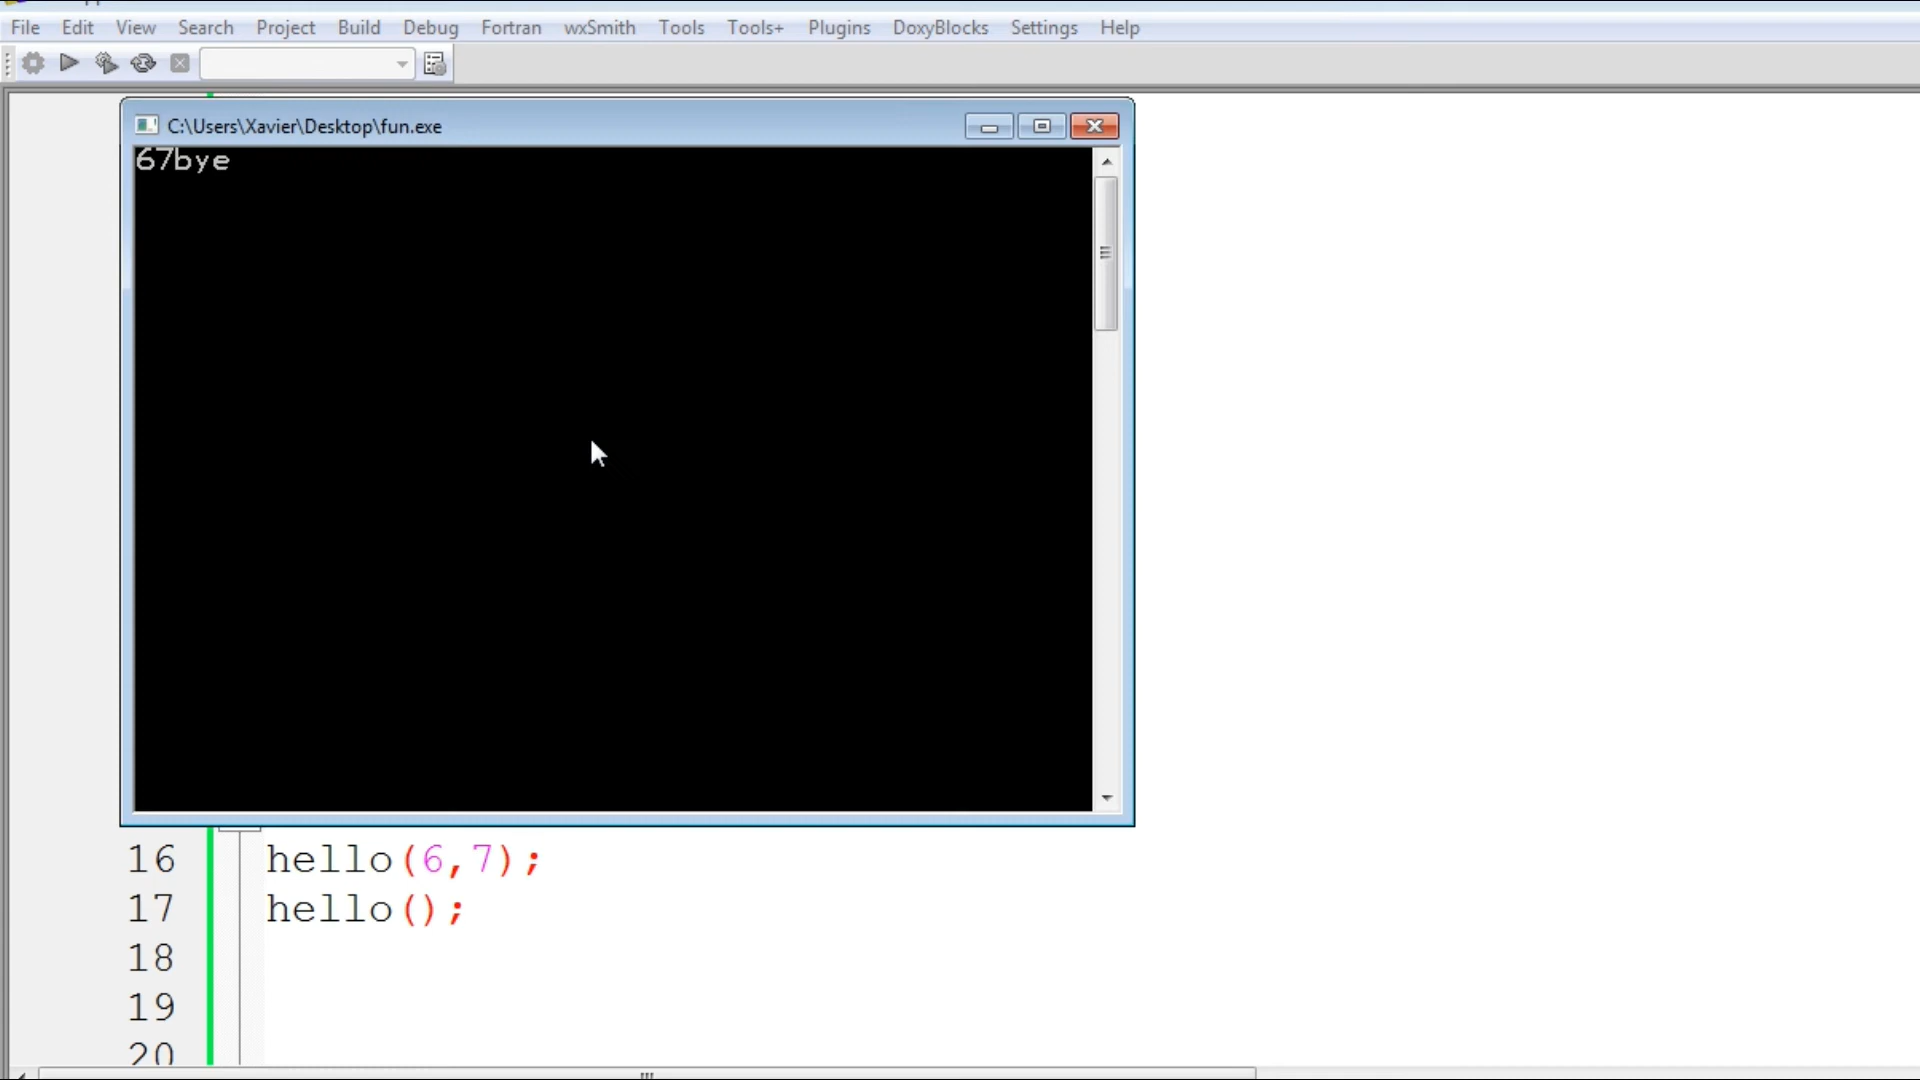 File Edit View Search Project Build Debug Fortran wxSmith Tools Tools+ Plugins DoxyBlocks Settings Help
C:\Users\Xavier\Desktop\fun.exe
67bye
16 hello(6,7);
17 hello();
18
19
20